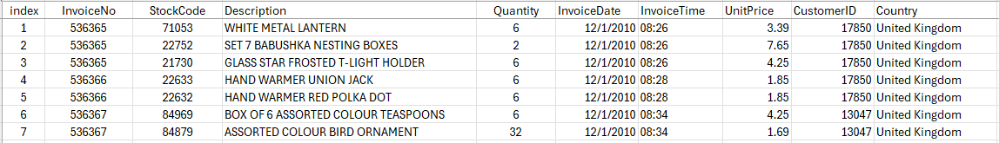 index InvoiceNo StockCode Description Quantity InvoiceDate InvoiceTime UnitPrice CustomerID Country
1 536365 71053 WHITE METAL LANTERN 6 12/1/2010 08:26 3.39 17850 United Kingdom
2 536365 22752 SET 7 BABUSHKA NESTING BOXES 2 12/1/2010 08:26 7.65 17850 United Kingdom
3 536365 21730 GLASS STAR FROSTED T-LIGHT HOLDER 6 12/1/2010 08:26 4.25 17850 United Kingdom
4 536366 22633 HAND WARMER UNION JACK 6 12/1/2010 08:28 1.85 17850 United Kingdom
5 536366 22632 HAND WARMER RED POLKA DOT 6 12/1/2010 08:28 1.85 17850 United Kingdom
6 536367 84969 BOX OF 6 ASSORTED COLOUR TEASPOONS 6 12/1/2010 08:34 4.25 13047 United Kingdom
7 536367 84879 ASSORTED COLOUR BIRD ORNAMENT 32 12/1/2010 08:34 1.69 13047 United Kingdom